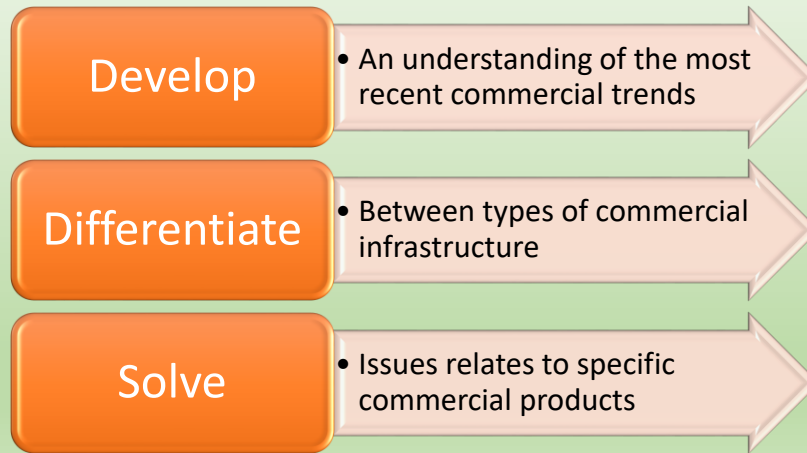 Develop
• An understanding of the most
recent commercial trends
Differentiate
• Between types of commercial
infrastructure
Solve
• Issues relates to specific
commercial products